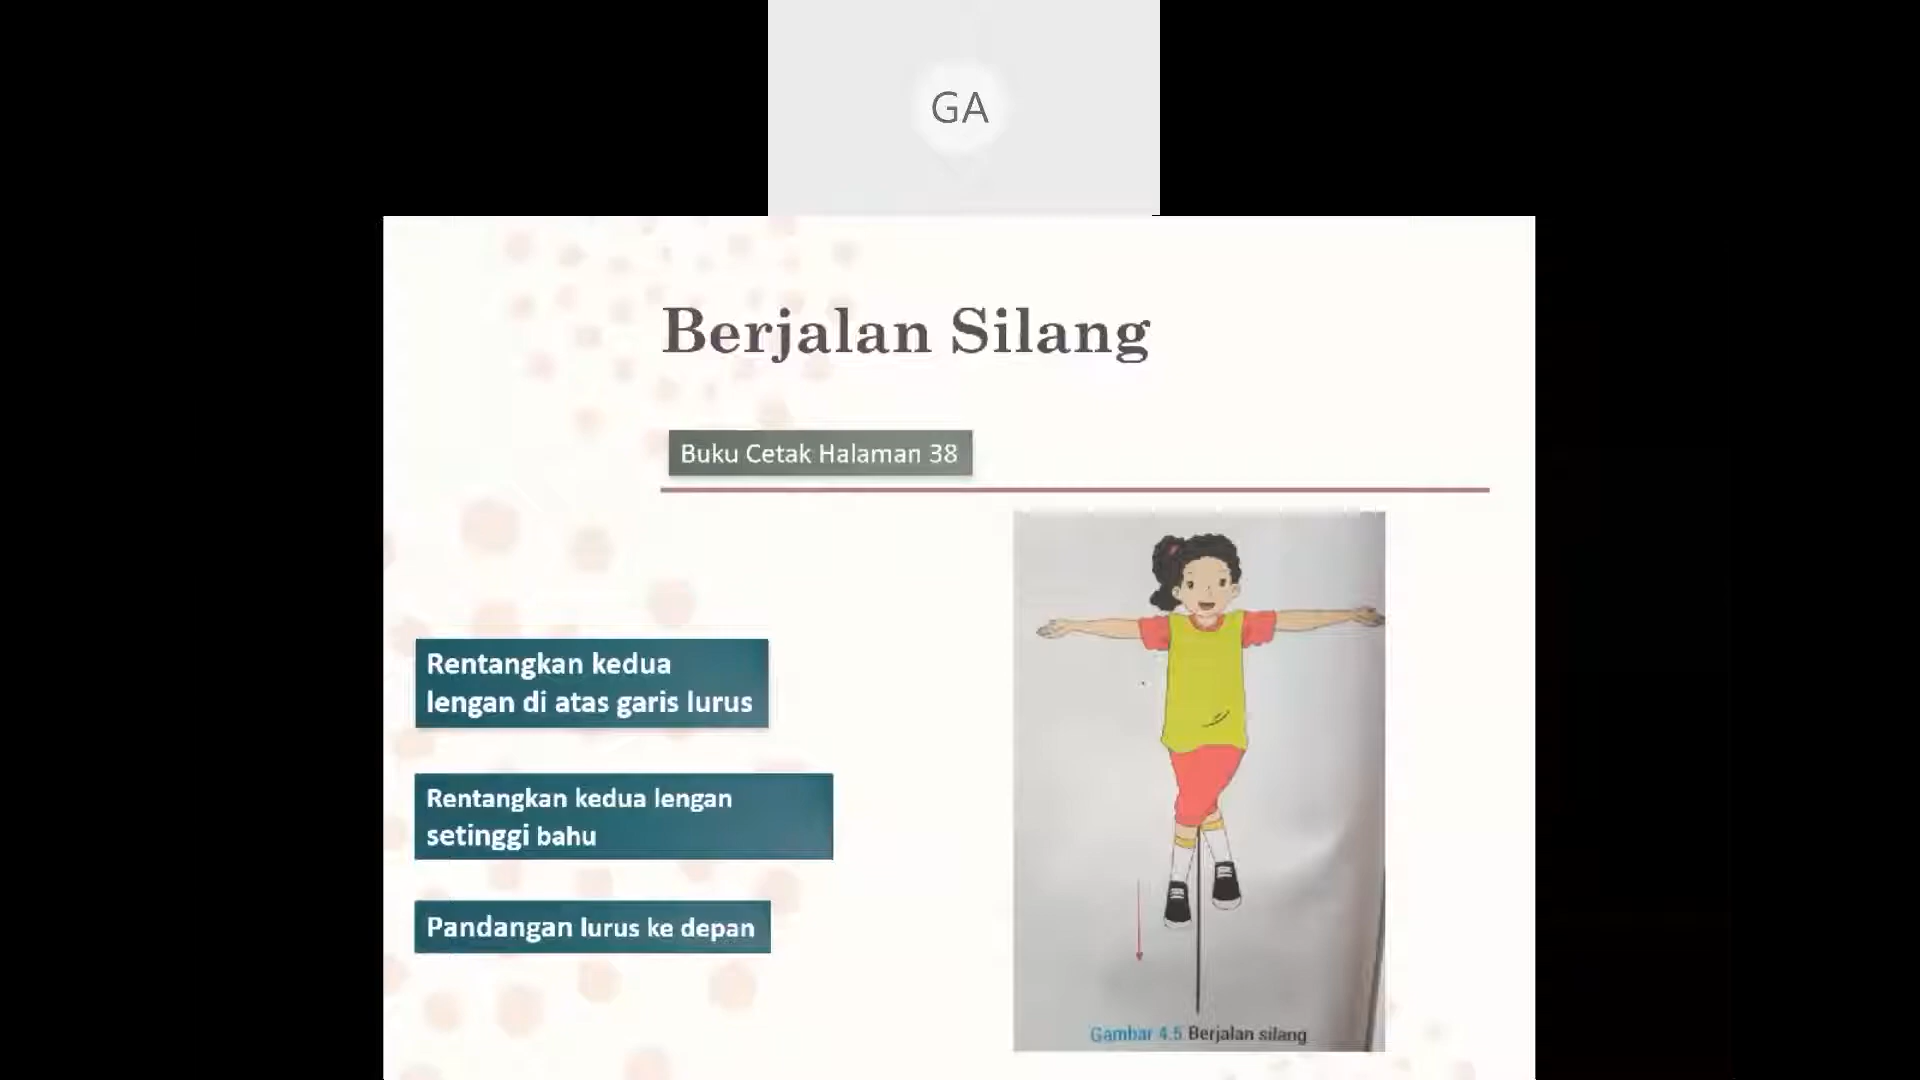 GA
Berjalan Silang
Buku Cetak Halaman 38
Rentangkan kedua
lengan di atas garis lurus
Rentangkan kedua lengan
setinggi bahu
Pandangan lurus ke depan
Gambar 4.5 Berjalan silang